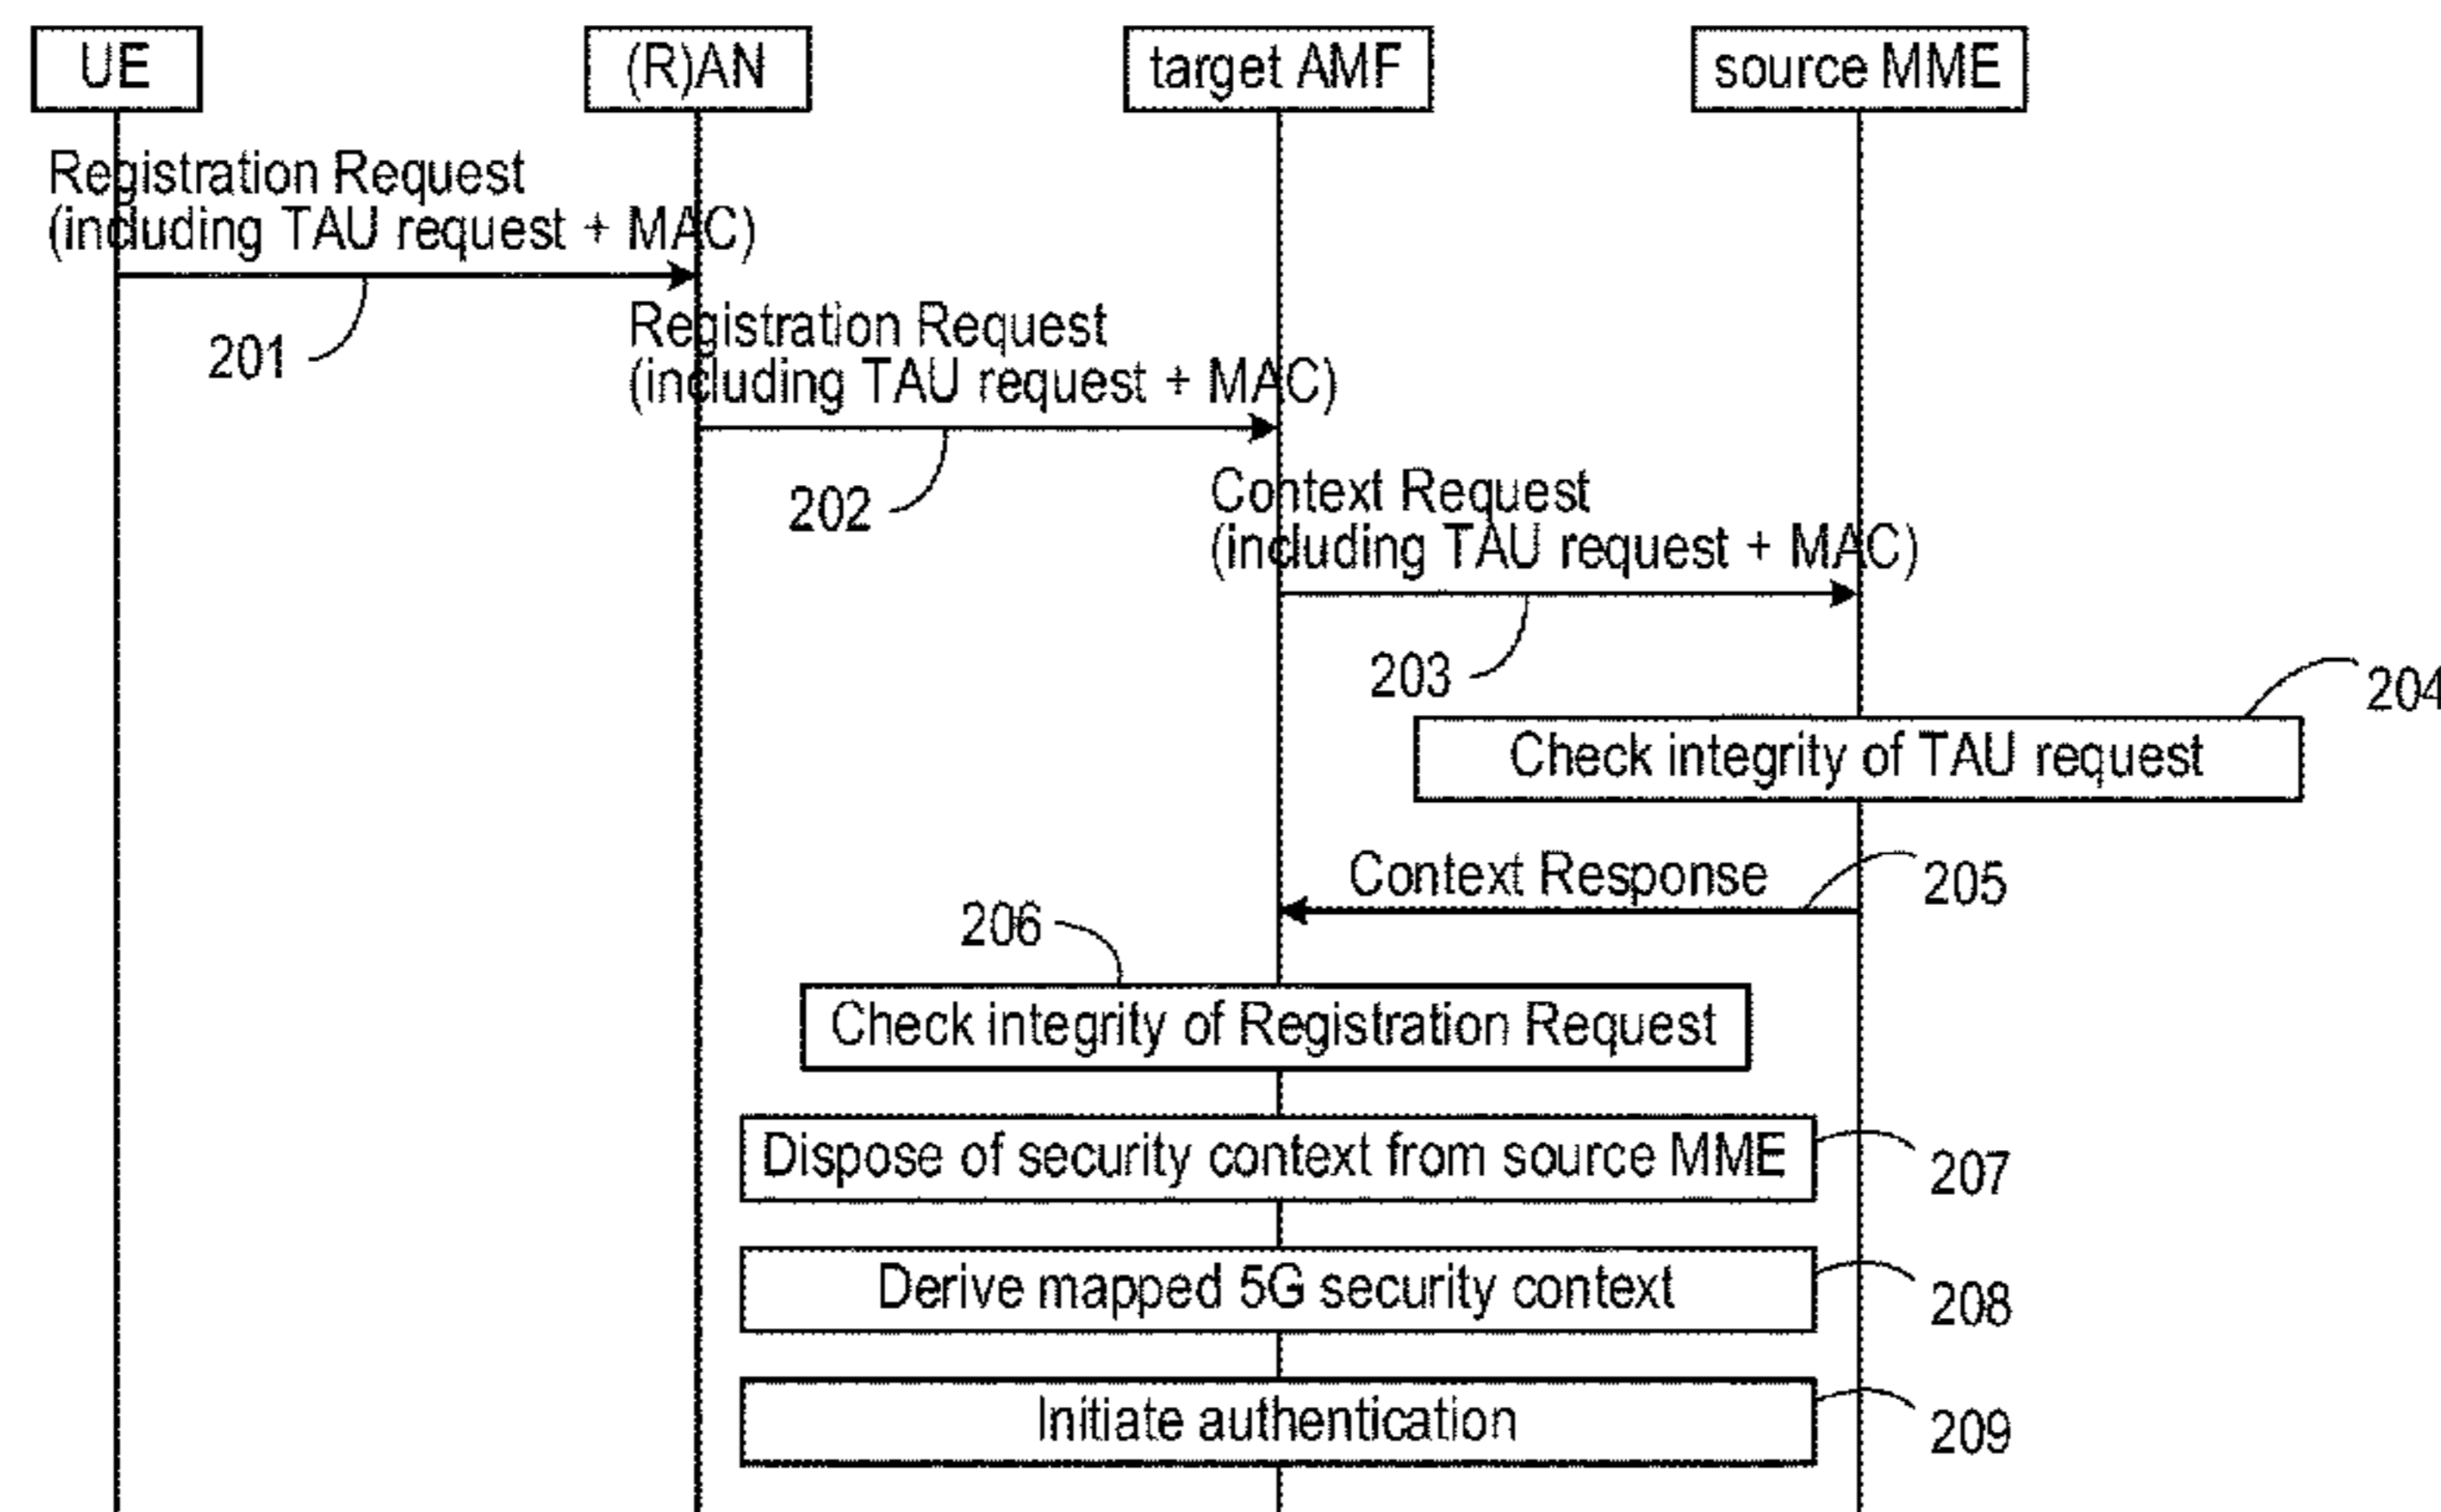 UE
(R)AN
target AMF
source MME
Registration Request
(including TAU request + MAC)
201
Registration Request
(including TAU request + MAC)
202
Context Request
(including TAU request + MAC)
203
204
Check integrity of TAU request
Context Response
205
206
Check integrity of Registration Request
Dispose of security context from source MME
207
Derive mapped 5G security context
208
Initiate authentication
209